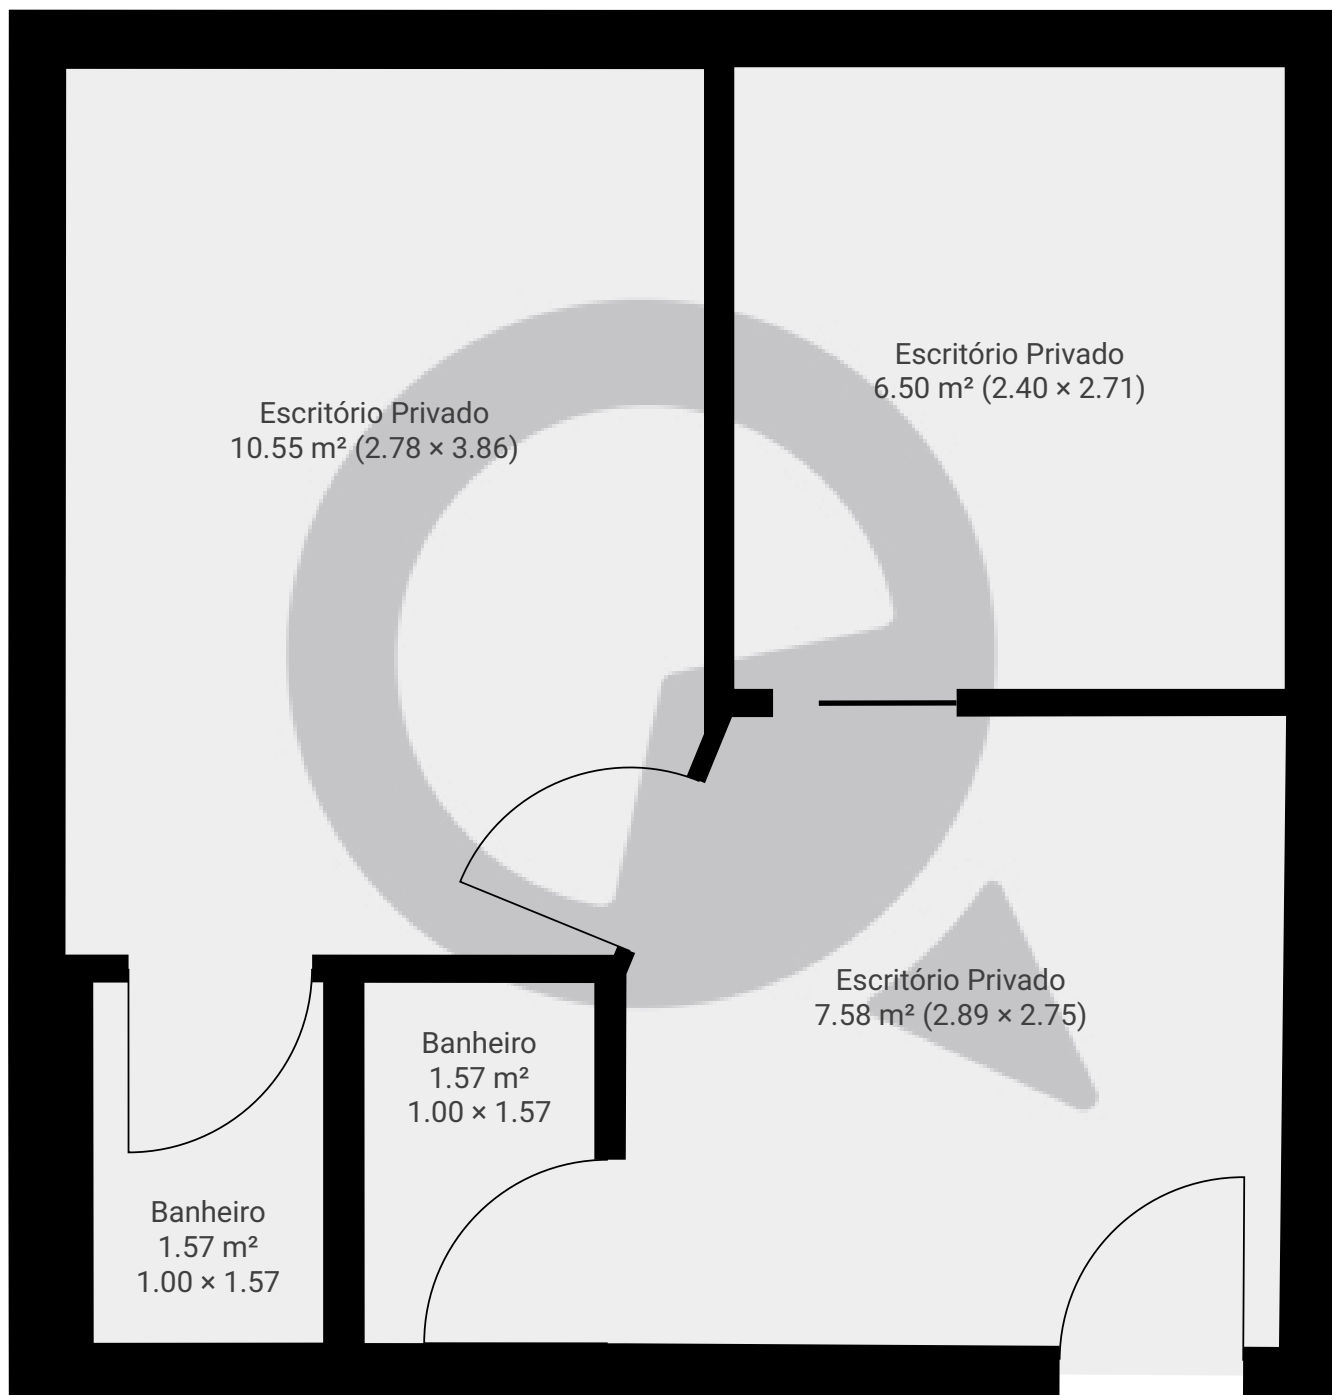 Escritório Privado
6.50 m² (2.40 × 2.71)
Escritório Privado
10.55 m² (2.78 × 3.86)
Escritório Privado
7.58 m² (2.89 × 2.75)
Banheiro
1.57 m²
1.00 × 1.57
Banheiro
1.57 m²
1.00 × 1.57